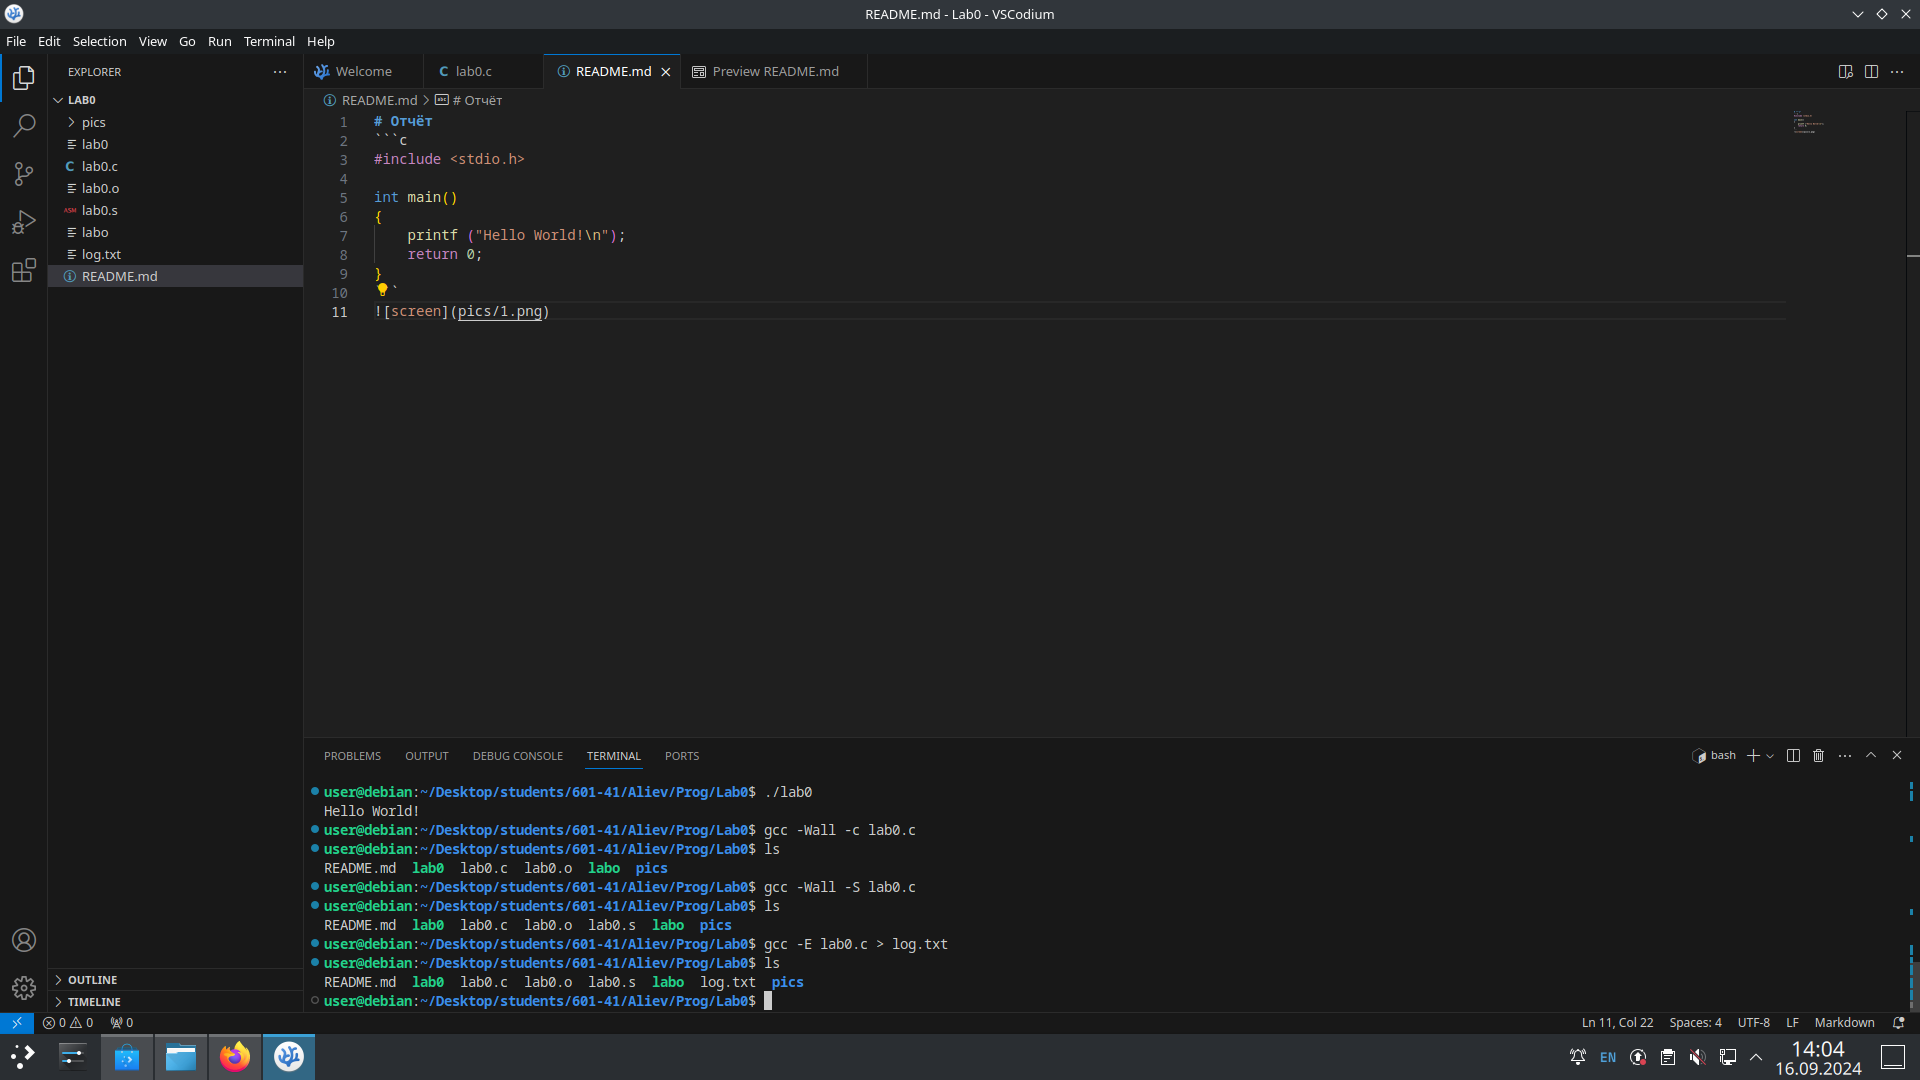 README.md - Lab0 - VSCodium
File Edit Selection View Go Run Terminal Help
EXPLORER
LAB0
pics
lab0
C lab0.c
lab0.o
ASM lab0.s
labo
log.txt
README.md
OUTLINE
TIMELINE
Welcome
C lab0.c
README.md
Preview README.md
README.md > # Отчёт
1 # Отчёт
2 ```c
3 #include <stdio.h>
4
5 int main()
6 {
7 printf ("Hello World!\n");
8 return 0;
9 }
10 `
11 ![screen](pics/1.png)
PROBLEMS OUTPUT DEBUG CONSOLE TERMINAL PORTS
bash
user@debian:~/Desktop/students/601-41/Aliev/Prog/Lab0$ ./lab0
Hello World!
user@debian:~/Desktop/students/601-41/Aliev/Prog/Lab0$ gcc -Wall -c lab0.c
user@debian:~/Desktop/students/601-41/Aliev/Prog/Lab0$ ls
README.md lab0 lab0.c lab0.o labo pics
user@debian:~/Desktop/students/601-41/Aliev/Prog/Lab0$ gcc -Wall -S lab0.c
user@debian:~/Desktop/students/601-41/Aliev/Prog/Lab0$ ls
README.md lab0 lab0.c lab0.o lab0.s labo pics
user@debian:~/Desktop/students/601-41/Aliev/Prog/Lab0$ gcc -E lab0.c > log.txt
user@debian:~/Desktop/students/601-41/Aliev/Prog/Lab0$ ls
README.md lab0 lab0.c lab0.o lab0.s labo log.txt pics
user@debian:~/Desktop/students/601-41/Aliev/Prog/Lab0$
0 0 0
Ln 11, Col 22 Spaces: 4 UTF-8 LF Markdown
EN
14:04
16.09.2024